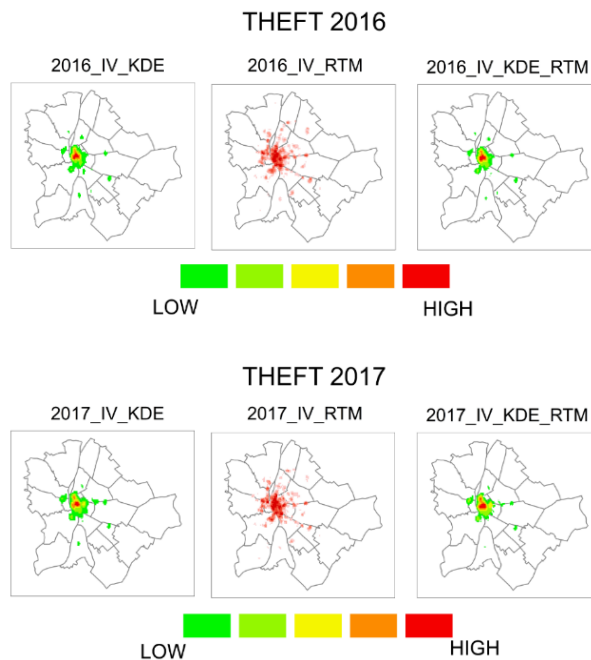 THEFT 2016
2016_IV_KDE 2016_IV_RTM 2016_IV_KDE_RTM
LOW HIGH
THEFT 2017
2017_IV_KDE 2017_IV_RTM 2017_IV_KDE_RTM
LOW HIGH